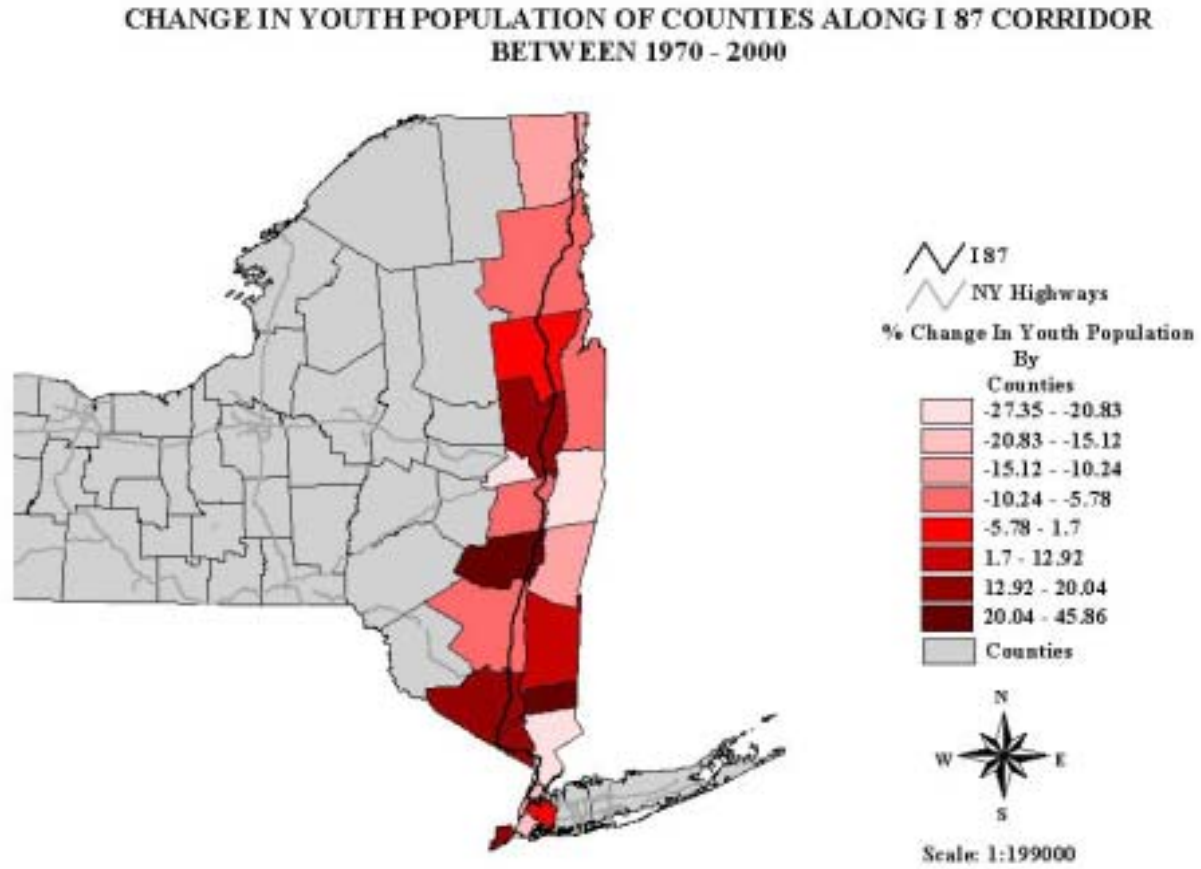 CHANGE IN YOUTH POPULATION OF COUNTIES ALONG I 87 CORRIDOR
BETWEEN 1970 - 2000
I 87
NY Highways
% Change In Youth Population
By
Counties
-27.35 - -20.83
-20.83 - -15.12
-15.12 - -10.24
-10.24 - -5.78
-5.78 - 1.7
1.7 - 12.92
12.92 - 20.04
20.04 - 45.86
Counties
N
W E
S
Scale: 1:199000